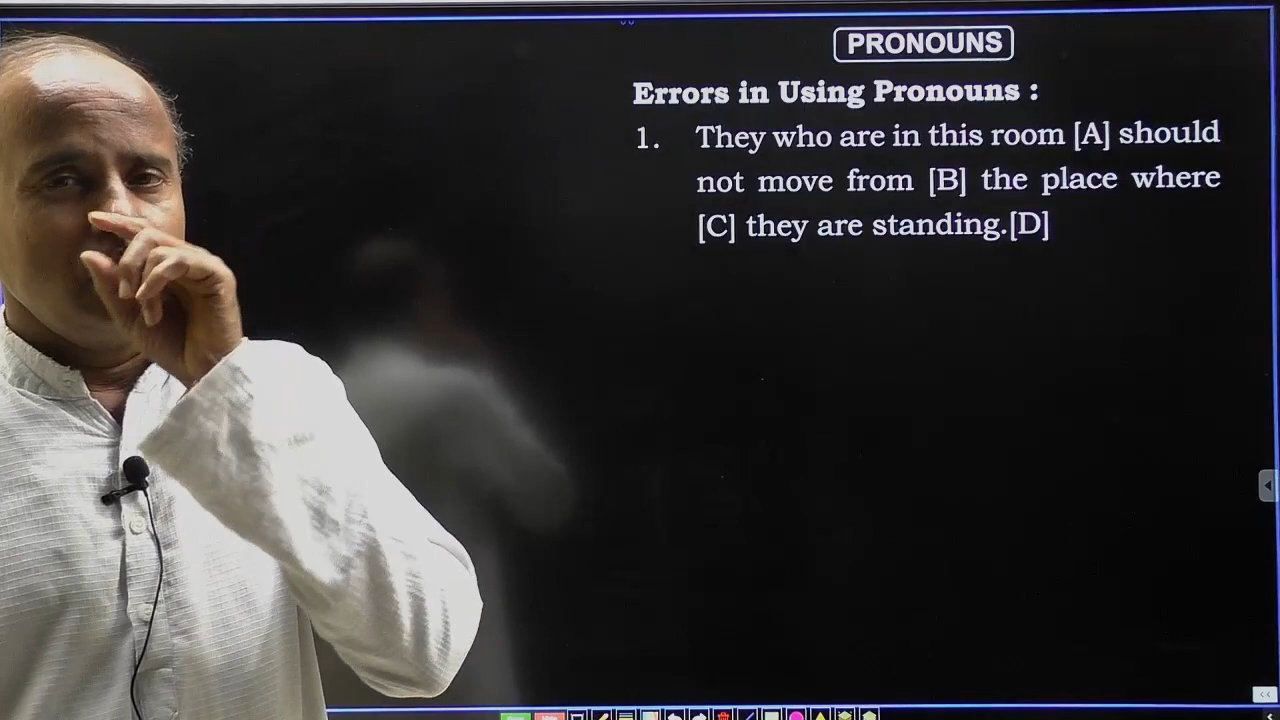 PRONOUNS
Errors in Using Pronouns :
1. They who are in this room [A] should
not move from [B] the place where
[C] they are standing.[D]